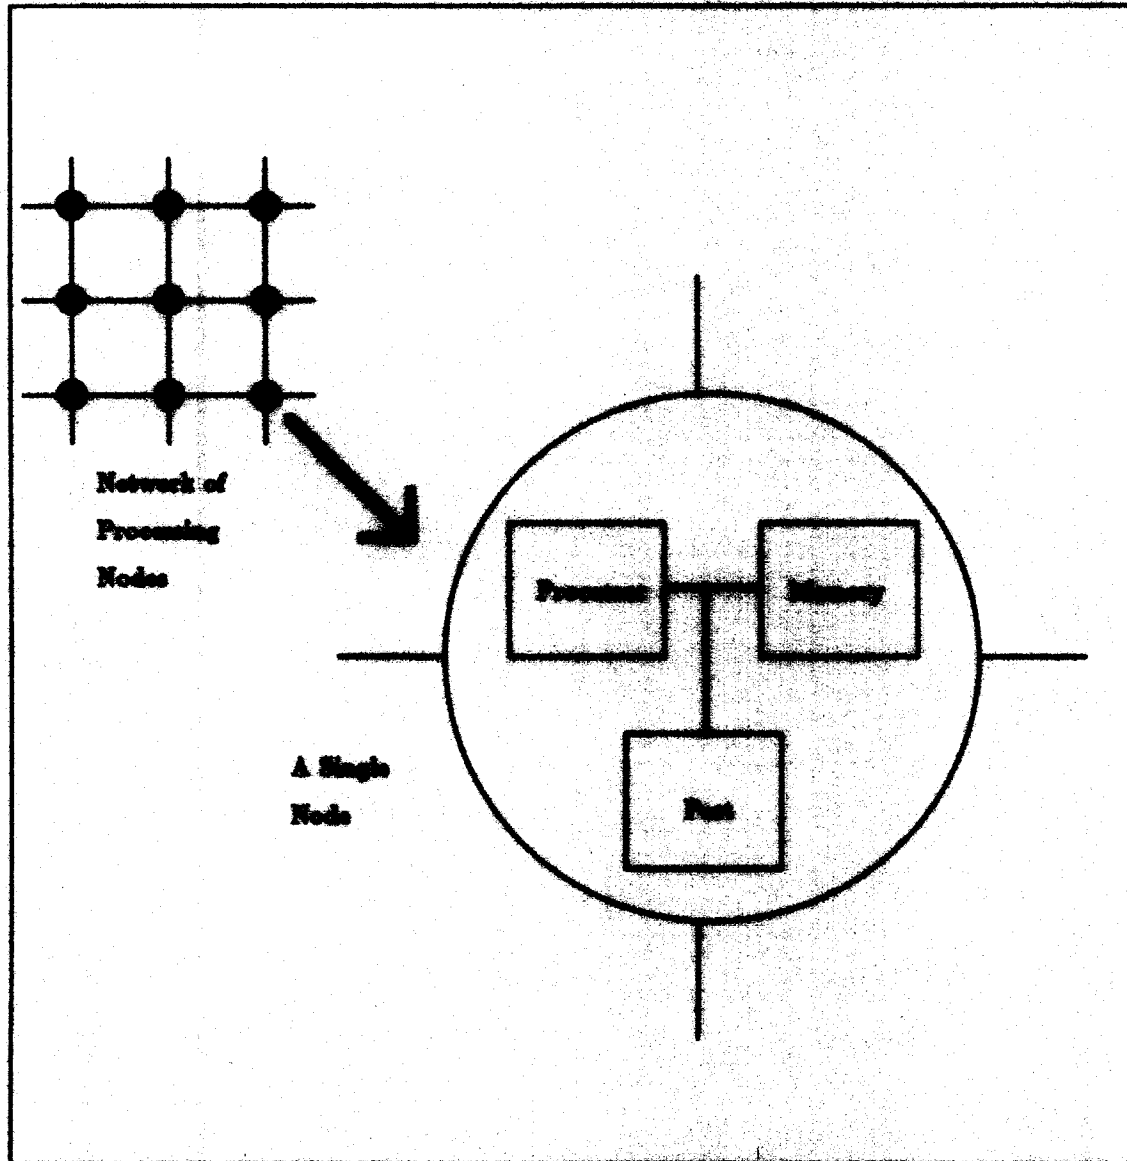 Network of
Processing
Nodes
Processor
Memory
A Single
Node
Port